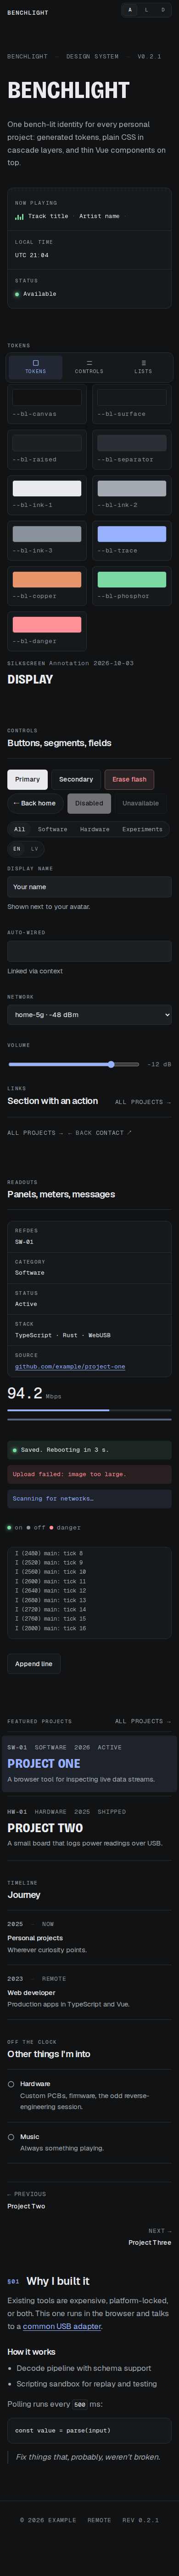 BENCHLIGHT
A L D
BENCHLIGHT · DESIGN SYSTEM · V0.2.1
BENCHLIGHT
One bench-lit identity for every personal
project: generated tokens, plain CSS in
cascade layers, and thin Vue components on
top.
NOW PLAYING
Track title Artist name
LOCAL TIME
UTC 21:04
STATUS
Available
TOKENS
TOKENS CONTROLS LISTS
--bl-canvas --bl-surface
--bl-raised --bl-separator
--bl-ink-1 --bl-ink-2
--bl-ink-3 --bl-trace
--bl-copper --bl-phosphor
--bl-danger
SILKSCREEN Annotation 2026-10-03
DISPLAY
CONTROLS
Buttons, segments, fields
Primary Secondary Erase flash
← Back home Disabled Unavailable
All Software Hardware Experiments
EN LV
DISPLAY NAME
Your name
Shown next to your avatar.
AUTO-WIRED
Linked via context
NETWORK
home-5g · −48 dBm
VOLUME
−12 dB
LINKS
Section with an action ALL PROJECTS →
ALL PROJECTS → ← BACK CONTACT ↗
READOUTS
Panels, meters, messages
REFDES
SW-01
CATEGORY
Software
STATUS
Active
STACK
TypeScript · Rust · WebUSB
SOURCE
github.com/example/project-one
94.2 Mbps
Saved. Rebooting in 3 s.
Upload failed: image too large.
Scanning for networks…
on off danger
I (2480) main: tick 8
I (2520) main: tick 9
I (2560) main: tick 10
I (2600) main: tick 11
I (2640) main: tick 12
I (2680) main: tick 13
I (2720) main: tick 14
I (2760) main: tick 15
I (2800) main: tick 16
Append line
FEATURED PROJECTS ALL PROJECTS →
SW-01 SOFTWARE 2026 ACTIVE
PROJECT ONE
A browser tool for inspecting live data streams.
HW-01 HARDWARE 2025 SHIPPED
PROJECT TWO
A small board that logs power readings over USB.
TIMELINE
Journey
2025 · NOW
Personal projects
Wherever curiosity points.
2023 · REMOTE
Web developer
Production apps in TypeScript and Vue.
OFF THE CLOCK
Other things I'm into
Hardware
Custom PCBs, firmware, the odd reverse-
engineering session.
Music
Always something playing.
← PREVIOUS
Project Two
NEXT →
Project Three
§01 Why I built it
Existing tools are expensive, platform-locked,
or both. This one runs in the browser and talks
to a common USB adapter.
How it works
• Decode pipeline with schema support
• Scripting sandbox for replay and testing
Polling runs every 500 ms:
const value = parse(input)
Fix things that, probably, weren't broken.
© 2026 EXAMPLE REMOTE REV 0.2.1